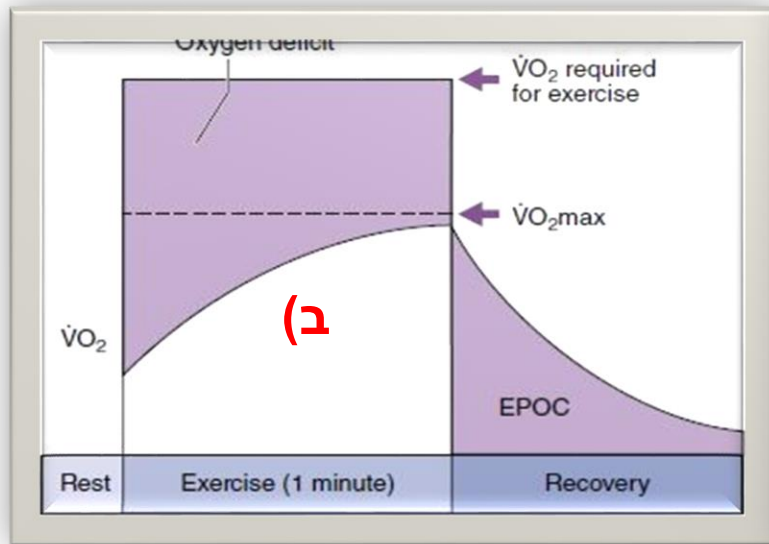 Oxygen deficit
V̇O₂ required
for exercise
V̇O₂max
ב)
V̇O₂
EPOC
Rest
Exercise (1 minute)
Recovery